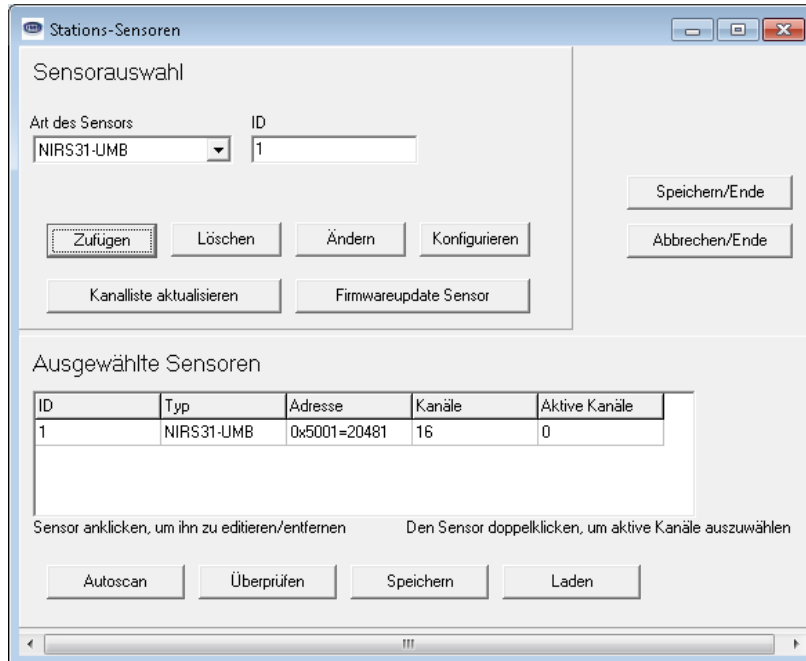 Stations-Sensoren
Sensorauswahl
Art des Sensors ID
NIRS31-UMB 1
Speichern/Ende
Zufügen Löschen Ändern Konfigurieren Abbrechen/Ende
Kanalliste aktualisieren Firmwareupdate Sensor
Ausgewählte Sensoren
ID Typ Adresse Kanäle Aktive Kanäle
1 NIRS31-UMB 0x5001=20481 16 0
Sensor anklicken, um ihn zu editieren/entfernen Den Sensor doppelklicken, um aktive Kanäle auszuwählen
Autoscan Überprüfen Speichern Laden